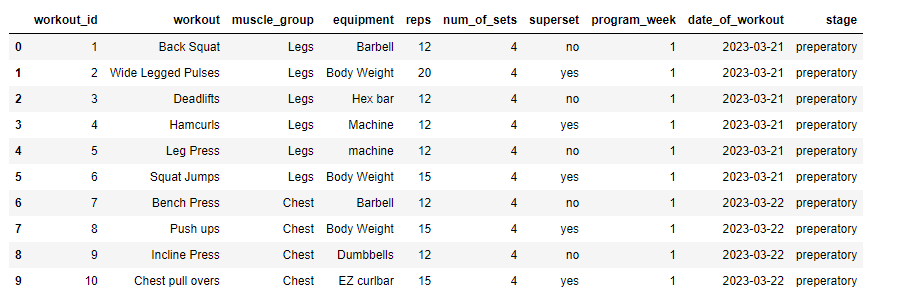 workout_id workout muscle_group equipment reps num_of_sets superset program_week date_of_workout stage
0 1 Back Squat Legs Barbell 12 4 no 1 2023-03-21 preperatory
1 2 Wide Legged Pulses Legs Body Weight 20 4 yes 1 2023-03-21 preperatory
2 3 Deadlifts Legs Hex bar 12 4 no 1 2023-03-21 preperatory
3 4 Hamcurls Legs Machine 12 4 yes 1 2023-03-21 preperatory
4 5 Leg Press Legs machine 12 4 no 1 2023-03-21 preperatory
5 6 Squat Jumps Legs Body Weight 15 4 yes 1 2023-03-21 preperatory
6 7 Bench Press Chest Barbell 12 4 no 1 2023-03-22 preperatory
7 8 Push ups Chest Body Weight 15 4 yes 1 2023-03-22 preperatory
8 9 Incline Press Chest Dumbbells 12 4 no 1 2023-03-22 preperatory
9 10 Chest pull overs Chest EZ curlbar 15 4 yes 1 2023-03-22 preperatory